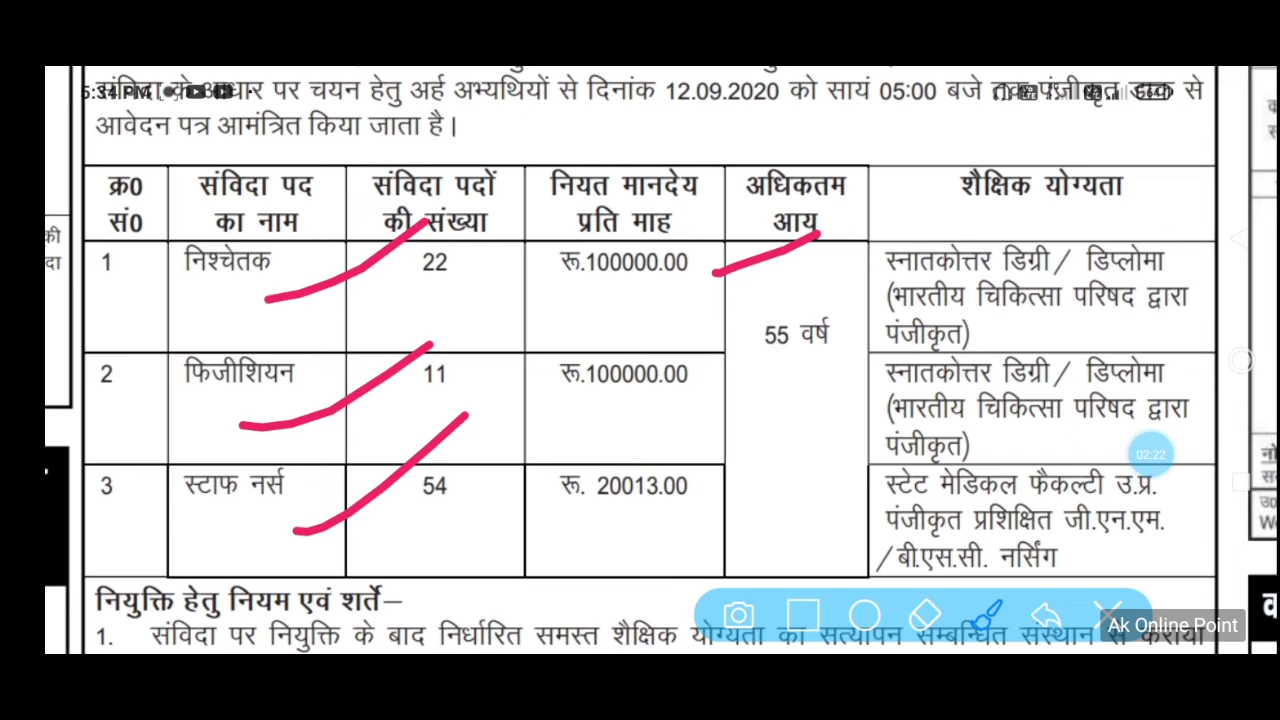 संविदा के आधार पर चयन हेतु अर्ह अभ्यथियों से दिनांक 12.09.2020 को सायं 05:00 बजे तक पंजीकृत डाक से
5:34 PM
आवेदन पत्र आमंत्रित किया जाता है।
क्र0 सं0
संविदा पद का नाम
संविदा पदों की संख्या
नियत मानदेय प्रति माह
अधिकतम आयु
शैक्षिक योग्यता
1 निश्चेतक 22 रू.100000.00
स्नातकोत्तर डिग्री/ डिप्लोमा
(भारतीय चिकित्सा परिषद द्वारा
पंजीकृत)
55 वर्ष
2 फिजीशियन 11 रू.100000.00
स्नातकोत्तर डिग्री/ डिप्लोमा
(भारतीय चिकित्सा परिषद द्वारा
पंजीकृत)
02:22
3 स्टाफ नर्स 54 रू. 20013.00
स्टेट मेडिकल फैकल्टी उ.प्र.
पंजीकृत प्रशिक्षित जी.एन.एम.
/बी.एस.सी. नर्सिंग
नियुक्ति हेतु नियम एवं शर्ते–
1. संविदा पर नियुक्ति के बाद निर्धारित समस्त शैक्षिक योग्यता का सत्यापन सम्बन्धित संस्थान से कराया
Ak Online Point
की
दा